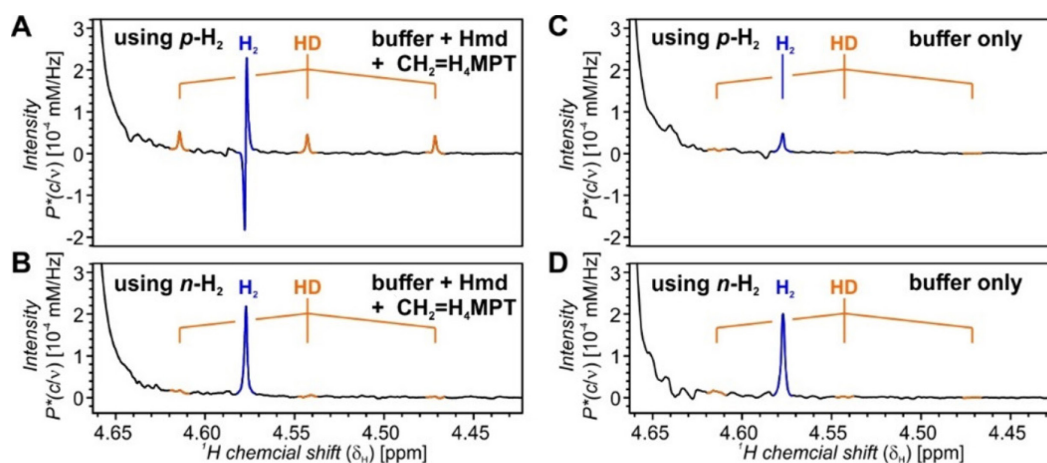 A
using p-H₂
H₂
HD
buffer + Hmd
+ CH₂=H₄MPT
Intensity
P*(c/ν) [10⁻⁴ mM/Hz]
3
2
1
0
-1
-2
B
using n-H₂
H₂
HD
buffer + Hmd
+ CH₂=H₄MPT
Intensity
P*(c/ν) [10⁻⁴ mM/Hz]
3
2
1
0
4.65
4.60
4.55
4.50
4.45
¹H chemcial shift (δH) [ppm]
C
using p-H₂
H₂
HD
buffer only
Intensity
P*(c/ν) [10⁻⁴ mM/Hz]
3
2
1
0
-1
-2
D
using n-H₂
H₂
HD
buffer only
Intensity
P*(c/ν) [10⁻⁴ mM/Hz]
3
2
1
0
4.65
4.60
4.55
4.50
4.45
¹H chemcial shift (δH) [ppm]